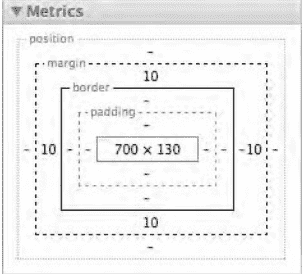 ▼ Metrics
position
-
margin
10
border
-
padding
-
- 10 - - 700 × 130 - - -10 -
-
-
10
-